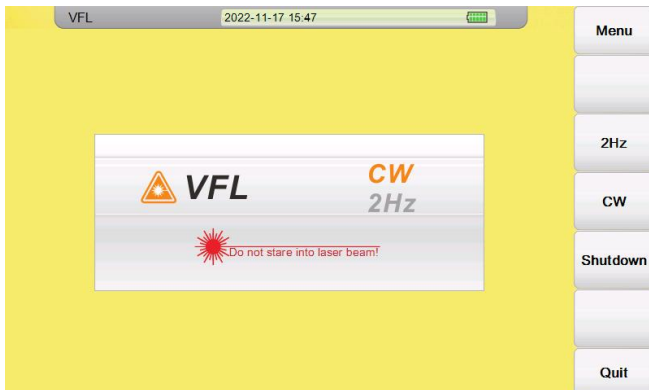 VFL 2022-11-17 15:47
Menu
2Hz
CW
Shutdown
Quit
VFL
CW
2Hz
Do not stare into laser beam!